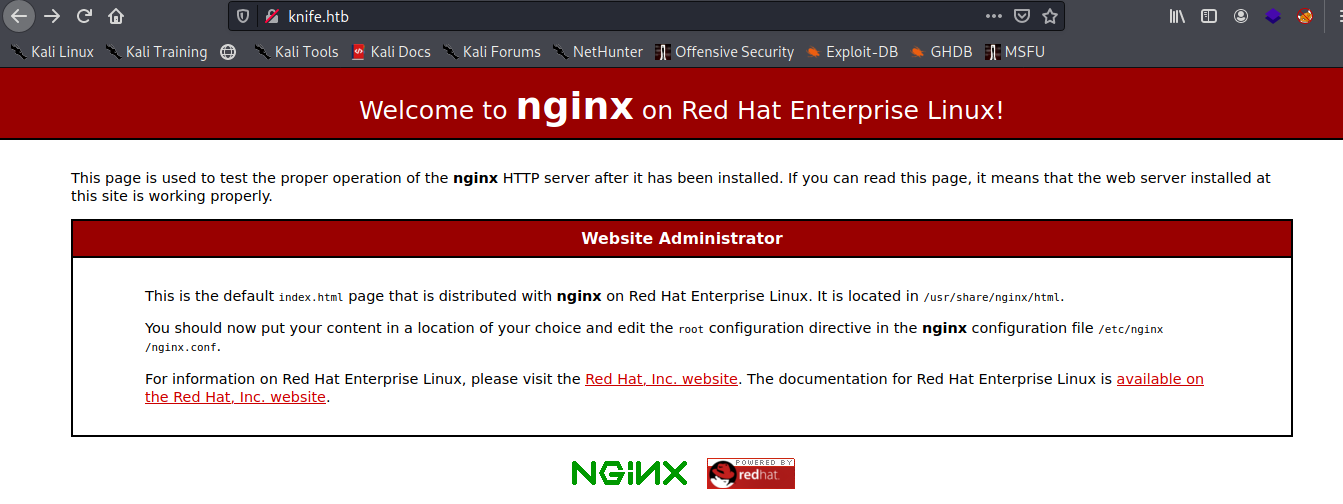 knife.htb
Kali Linux Kali Training Kali Tools Kali Docs Kali Forums NetHunter Offensive Security Exploit-DB GHDB MSFU
Welcome to nginx on Red Hat Enterprise Linux!
This page is used to test the proper operation of the nginx HTTP server after it has been installed. If you can read this page, it means that the web server installed at
this site is working properly.
Website Administrator
This is the default index.html page that is distributed with nginx on Red Hat Enterprise Linux. It is located in /usr/share/nginx/html.
You should now put your content in a location of your choice and edit the root configuration directive in the nginx configuration file /etc/nginx
/nginx.conf.
For information on Red Hat Enterprise Linux, please visit the Red Hat, Inc. website. The documentation for Red Hat Enterprise Linux is available on
the Red Hat, Inc. website.
NGiNX
POWERED BY
redhat.